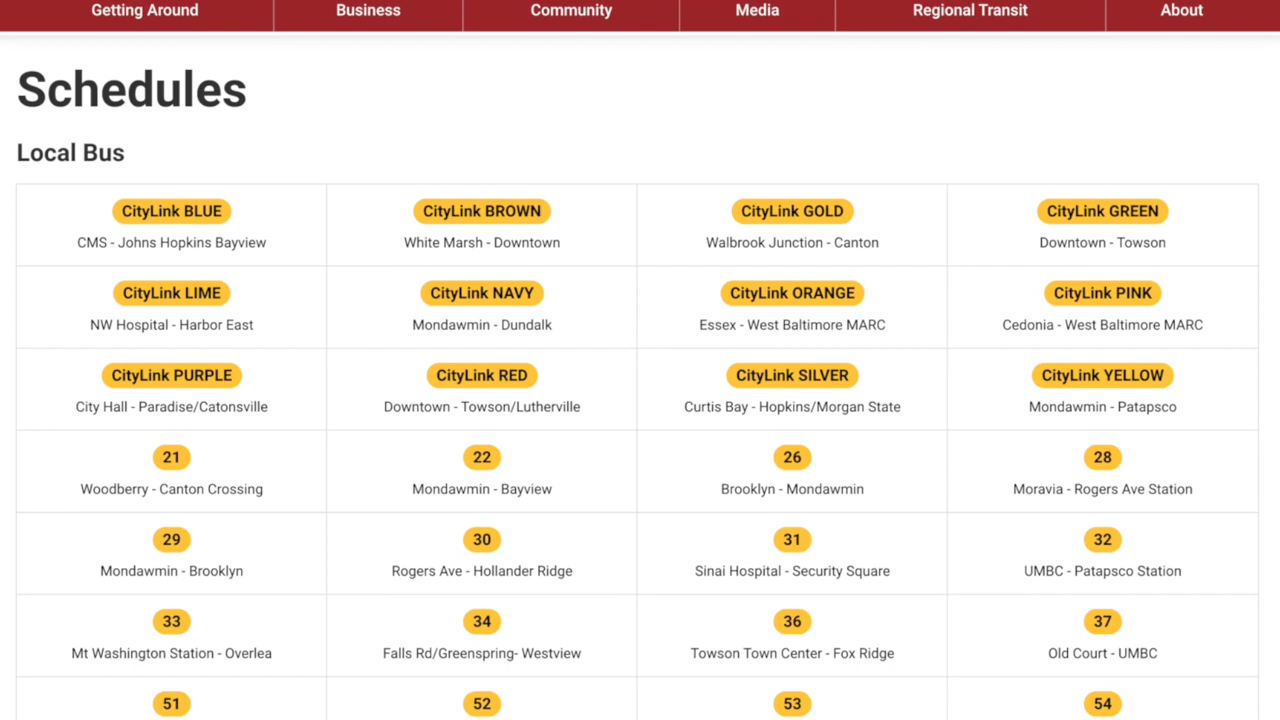 Getting Around Business Community Media Regional Transit About
Schedules
Local Bus
CityLink BLUE CityLink BROWN CityLink GOLD CityLink GREEN
CMS - Johns Hopkins Bayview White Marsh - Downtown Walbrook Junction - Canton Downtown - Towson
CityLink LIME CityLink NAVY CityLink ORANGE CityLink PINK
NW Hospital - Harbor East Mondawmin - Dundalk Essex - West Baltimore MARC Cedonia - West Baltimore MARC
CityLink PURPLE CityLink RED CityLink SILVER CityLink YELLOW
City Hall - Paradise/Catonsville Downtown - Towson/Lutherville Curtis Bay - Hopkins/Morgan State Mondawmin - Patapsco
21 22 26 28
Woodberry - Canton Crossing Mondawmin - Bayview Brooklyn - Mondawmin Moravia - Rogers Ave Station
29 30 31 32
Mondawmin - Brooklyn Rogers Ave - Hollander Ridge Sinai Hospital - Security Square UMBC - Patapsco Station
33 34 36 37
Mt Washington Station - Overlea Falls Rd/Greenspring- Westview Towson Town Center - Fox Ridge Old Court - UMBC
51 52 53 54